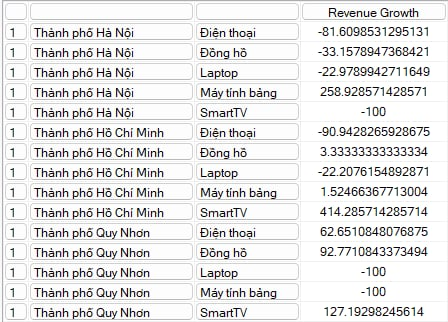 Revenue Growth
1 Thành phố Hà Nội Điện thoại -81.6098531295131
1 Thành phố Hà Nội Đồng hồ -33.1578947368421
1 Thành phố Hà Nội Laptop -22.9789942711649
1 Thành phố Hà Nội Máy tính bảng 258.928571428571
1 Thành phố Hà Nội SmartTV -100
1 Thành phố Hồ Chí Minh Điện thoại -90.9428265928675
1 Thành phố Hồ Chí Minh Đồng hồ 3.33333333333334
1 Thành phố Hồ Chí Minh Laptop -22.2076154892871
1 Thành phố Hồ Chí Minh Máy tính bảng 1.52466367713004
1 Thành phố Hồ Chí Minh SmartTV 414.285714285714
1 Thành phố Quy Nhơn Điện thoại 62.6510848076875
1 Thành phố Quy Nhơn Đồng hồ 92.7710843373494
1 Thành phố Quy Nhơn Laptop -100
1 Thành phố Quy Nhơn Máy tính bảng -100
1 Thành phố Quy Nhơn SmartTV 127.19298245614